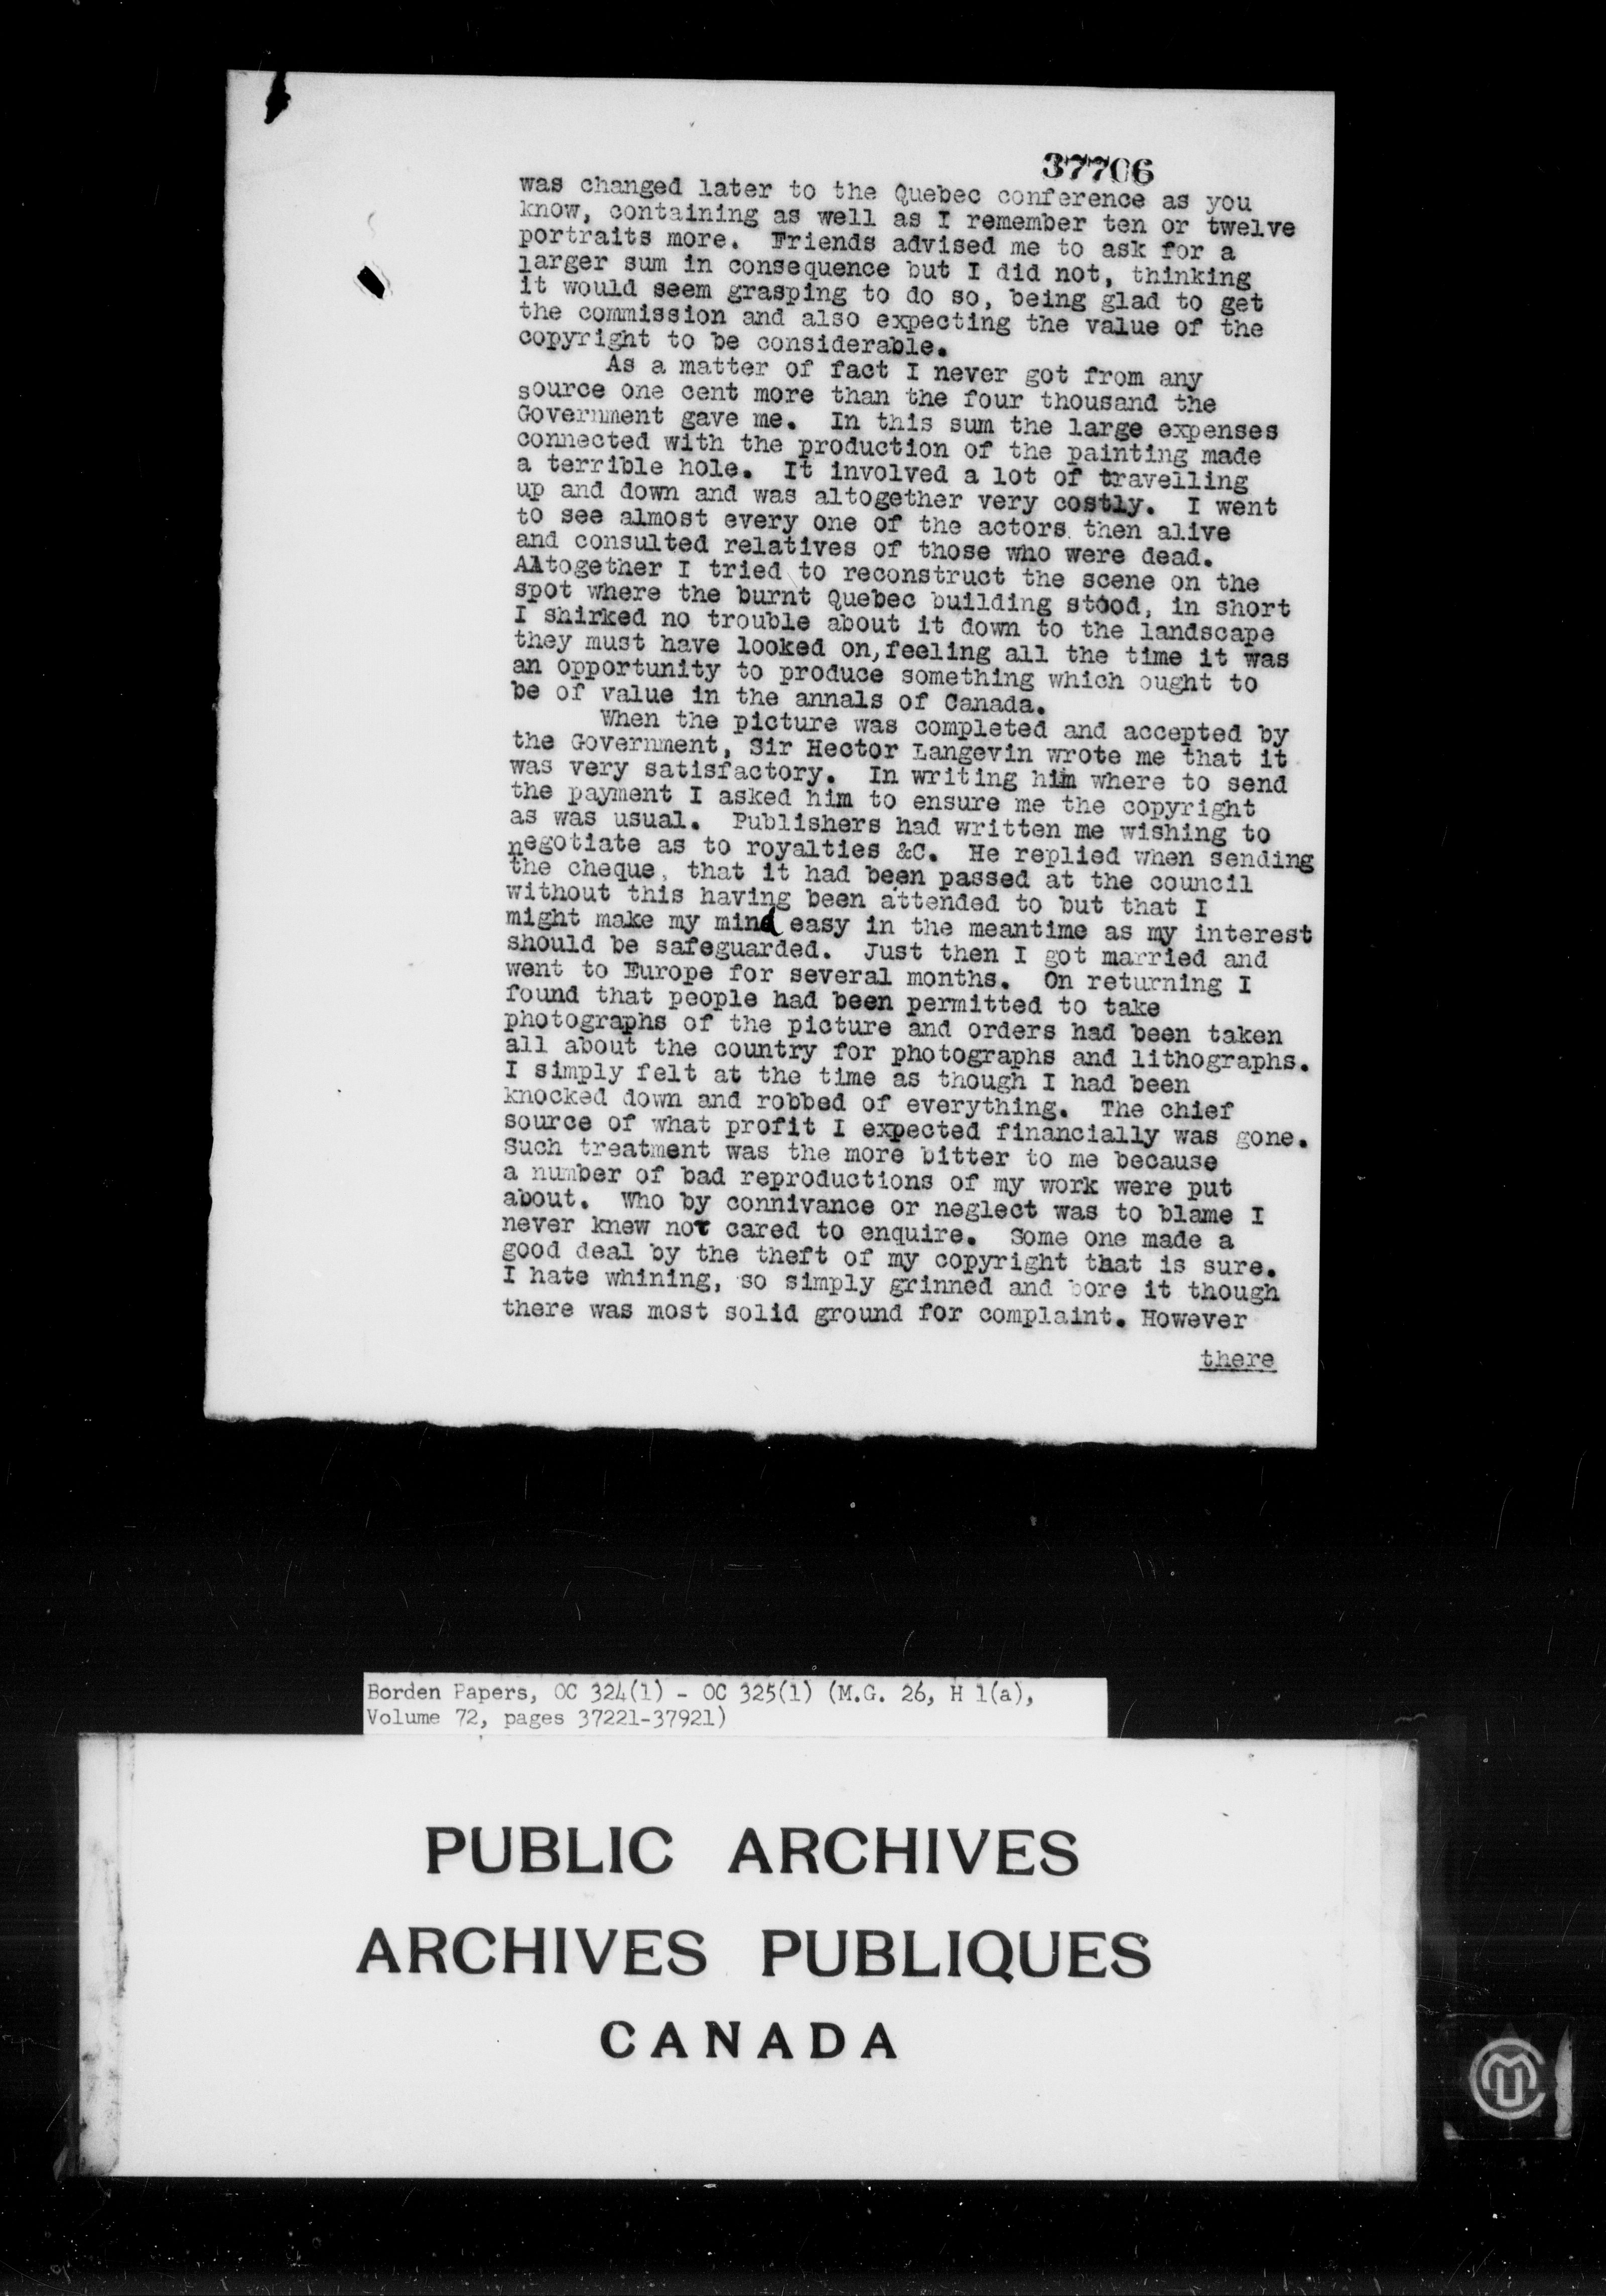 37706
was changed later to the Quebec conference as you
know, containing as well as I remember ten or twelve
portraits more. Friends advised me to ask for a
larger sum in consequence but I did not, thinking
it would seem grasping to do so, being glad to get
the commission and also expecting the value of the
copyright to be considerable.
As a matter of fact I never got from any
source one cent more than the four thousand the
Government gave me. In this sum the large expenses
connected with the production of the painting made
a terrible hole. It involved a lot of travelling
up and down and was altogether very costly. I went
to see almost every one of the actors then alive
and consulted relatives of those who were dead.
Altogether I tried to reconstruct the scene on the
spot where the burnt Quebec building stood, in short
I shirked no trouble about it down to the landscape
they must have looked on, feeling all the time it was
an opportunity to produce something which ought to
be of value in the annals of Canada.
When the picture was completed and accepted by
the Government, Sir Hector Langevin wrote me that it
was very satisfactory. In writing him where to send
the payment I asked him to ensure me the copyright
as was usual. Publishers had written me wishing to
negotiate as to royalties &C. He replied when sending
the cheque, that it had been passed at the council
without this having been attended to but that I
might make my mind easy in the meantime as my interest
should be safeguarded. Just then I got married and
went to Europe for several months. On returning I
found that people had been permitted to take
photographs of the picture and orders had been taken
all about the country for photographs and lithographs.
I simply felt at the time as though I had been
knocked down and robbed of everything. The chief
source of what profit I expected financially was gone.
Such treatment was the more bitter to me because
a number of bad reproductions of my work were put
about. Who by connivance or neglect was to blame I
never knew nor cared to enquire. Some one made a
good deal by the theft of my copyright that is sure.
I hate whining, so simply grinned and bore it though
there was most solid ground for complaint. However
there
Borden Papers, OC 324(1) - OC 325(1) (M.G. 26, H 1(a),
Volume 72, pages 37221-37921)
PUBLIC ARCHIVES
ARCHIVES PUBLIQUES
CANADA